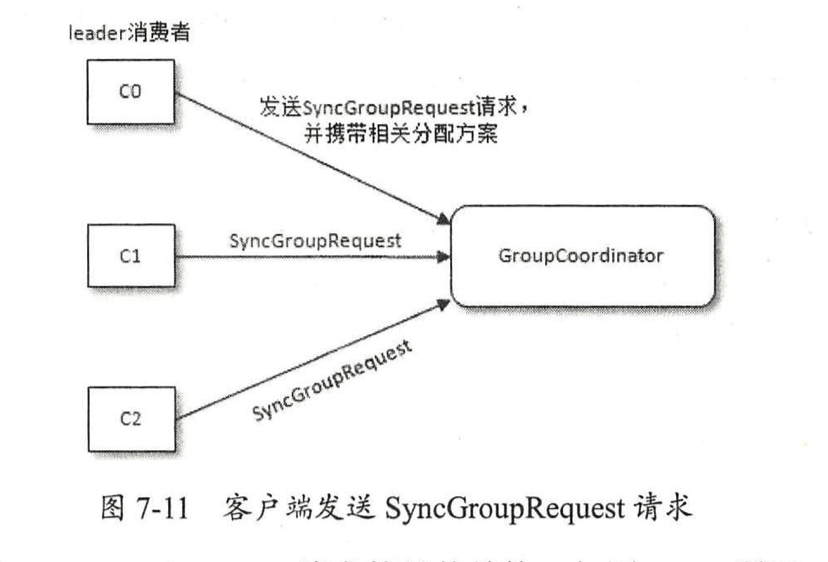 leader消费者
C0
发送SyncGroupRequest请求，
并携带相关分配方案
C1
SyncGroupRequest
GroupCoordinator
C2
SyncGroupRequest
图 7-11 客户端发送 SyncGroupRequest 请求